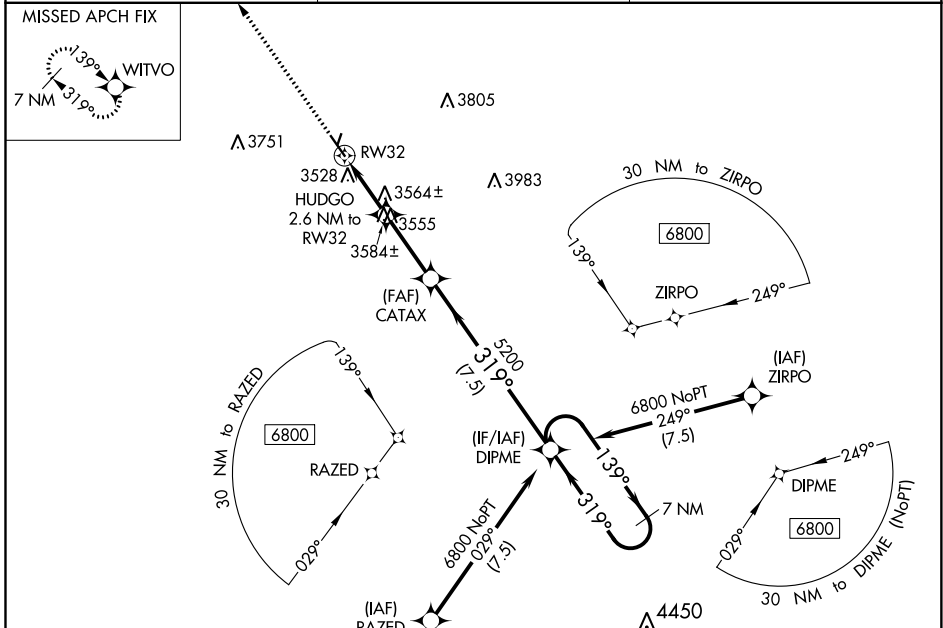 MISSED APCH FIX
139°
WITVO
7 NM
319°
3805
3751
RW32
3528
3564±
3983
HUDGO
2.6 NM to
RW32
3555
3584±
30 NM to ZIRPO
6800
139°
ZIRPO
249°
(FAF)
CATAX
5200
319°
(7.5)
30 NM to RAZED
139°
6800
RAZED
029°
(IAF)
ZIRPO
6800 NoPT
249°
(7.5)
(IF/IAF)
DIPME
139°
319°
7 NM
249°
DIPME
029°
6800
30 NM to DIPME (NoPT)
6800 NoPT
029°
(7.5)
(IAF)
RAZED
4450